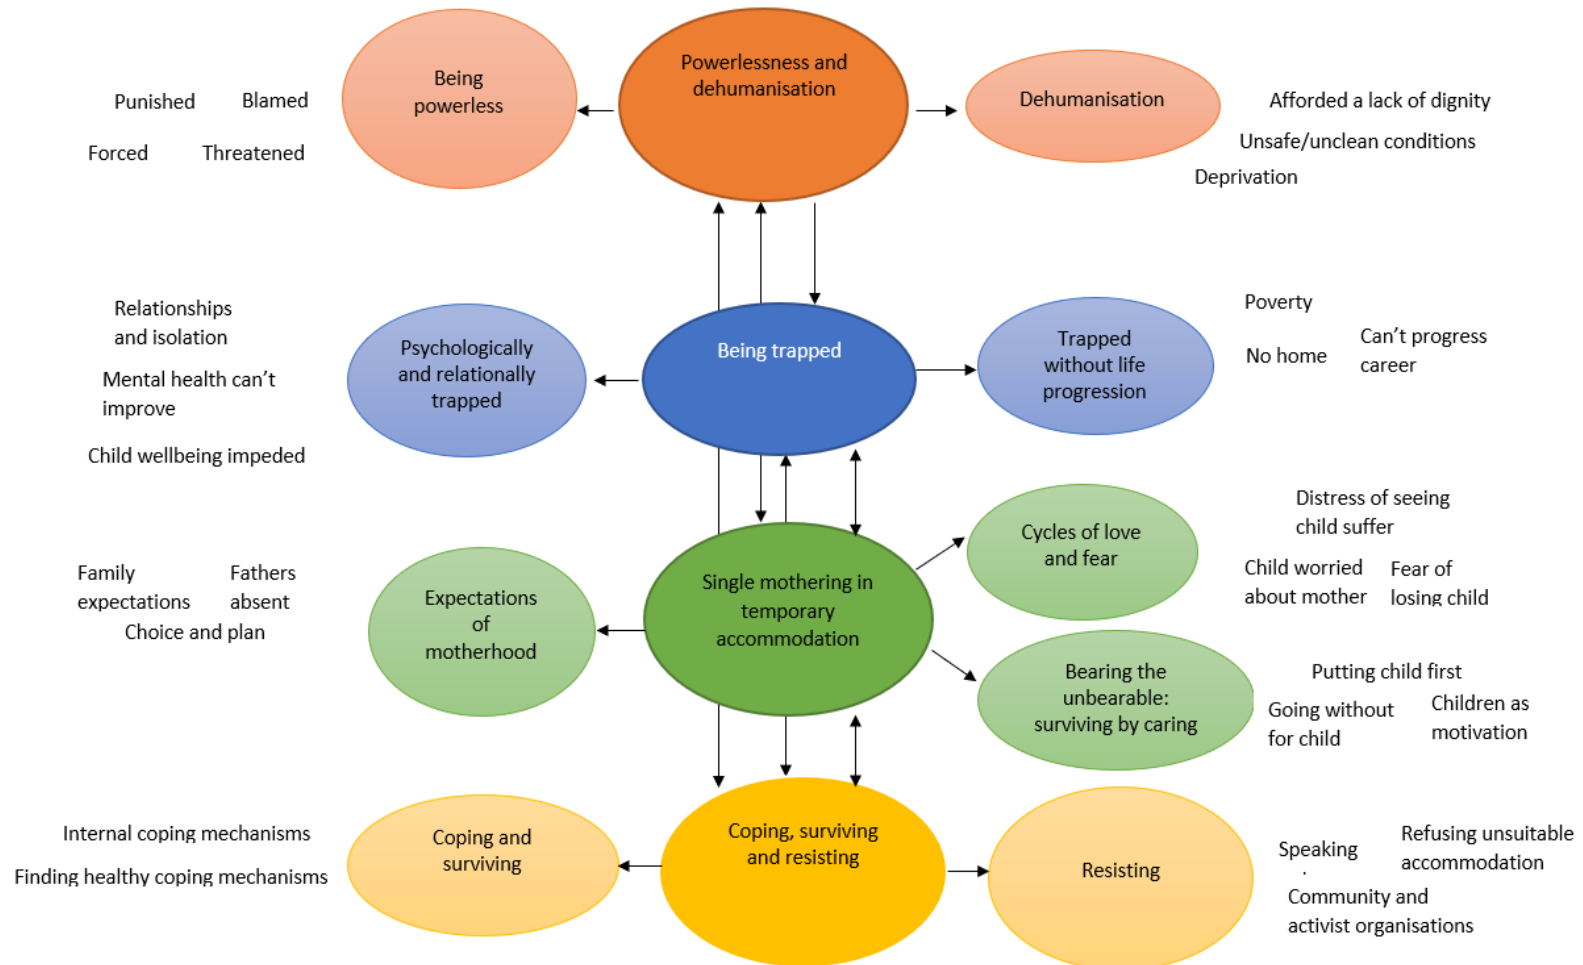 Powerlessness and
dehumanisation
Being
powerless
Punished
Blamed
Forced
Threatened
Dehumanisation
Afforded a lack of dignity
Unsafe/unclean conditions
Deprivation
Being trapped
Psychologically
and relationally
trapped
Relationships
and isolation
Mental health can't
improve
Child wellbeing impeded
Trapped
without life
progression
Poverty
No home
Can't progress
career
Single mothering in
temporary
accommodation
Expectations
of
motherhood
Family
expectations
Fathers
absent
Choice and plan
Cycles of love
and fear
Distress of seeing
child suffer
Child worried
about mother
Fear of
losing child
Bearing the
unbearable:
surviving by caring
Putting child first
Going without
for child
Children as
motivation
Coping, surviving
and resisting
Coping and
surviving
Internal coping mechanisms
Finding healthy coping mechanisms
Resisting
Speaking
Refusing unsuitable
accommodation
Community and
activist organisations